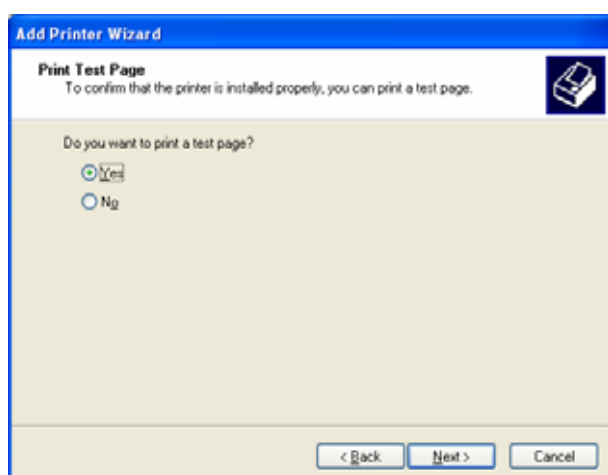 Add Printer Wizard
Print Test Page
To confirm that the printer is installed properly, you can print a test page.
Do you want to print a test page?
Yes
No
< Back Next > Cancel